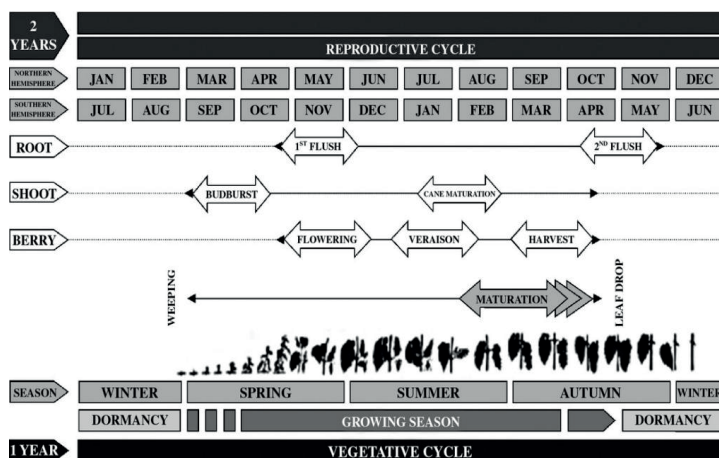 2
YEARS
REPRODUCTIVE CYCLE
NORTHERN
HEMISPHERE
JAN FEB MAR APR MAY JUN JUL AUG SEP OCT NOV DEC
SOUTHERN
HEMISPHERE
JUL AUG SEP OCT NOV DEC JAN FEB MAR APR MAY JUN
ROOT
1ST FLUSH
2ND FLUSH
SHOOT
BUDBURST
CANE MATURATION
BERRY
FLOWERING
VERAISON
HARVEST
WEEPING
MATURATION
LEAF DROP
SEASON
WINTER SPRING SUMMER AUTUMN WINTER
DORMANCY GROWING SEASON DORMANCY
1 YEAR
VEGETATIVE CYCLE